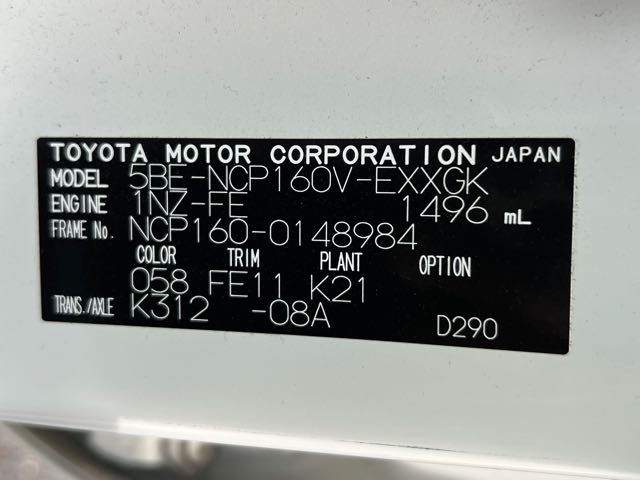 TOYOTA MOTOR CORPORATION JAPAN
MODEL 5BE-NCP160V-EXXGK
ENGINE 1NZ-FE 1496 mL
FRAME No. NCP160-0148984
COLOR TRIM PLANT OPTION
058 FE11 K21
TRANS./AXLE K312 -08A
D290